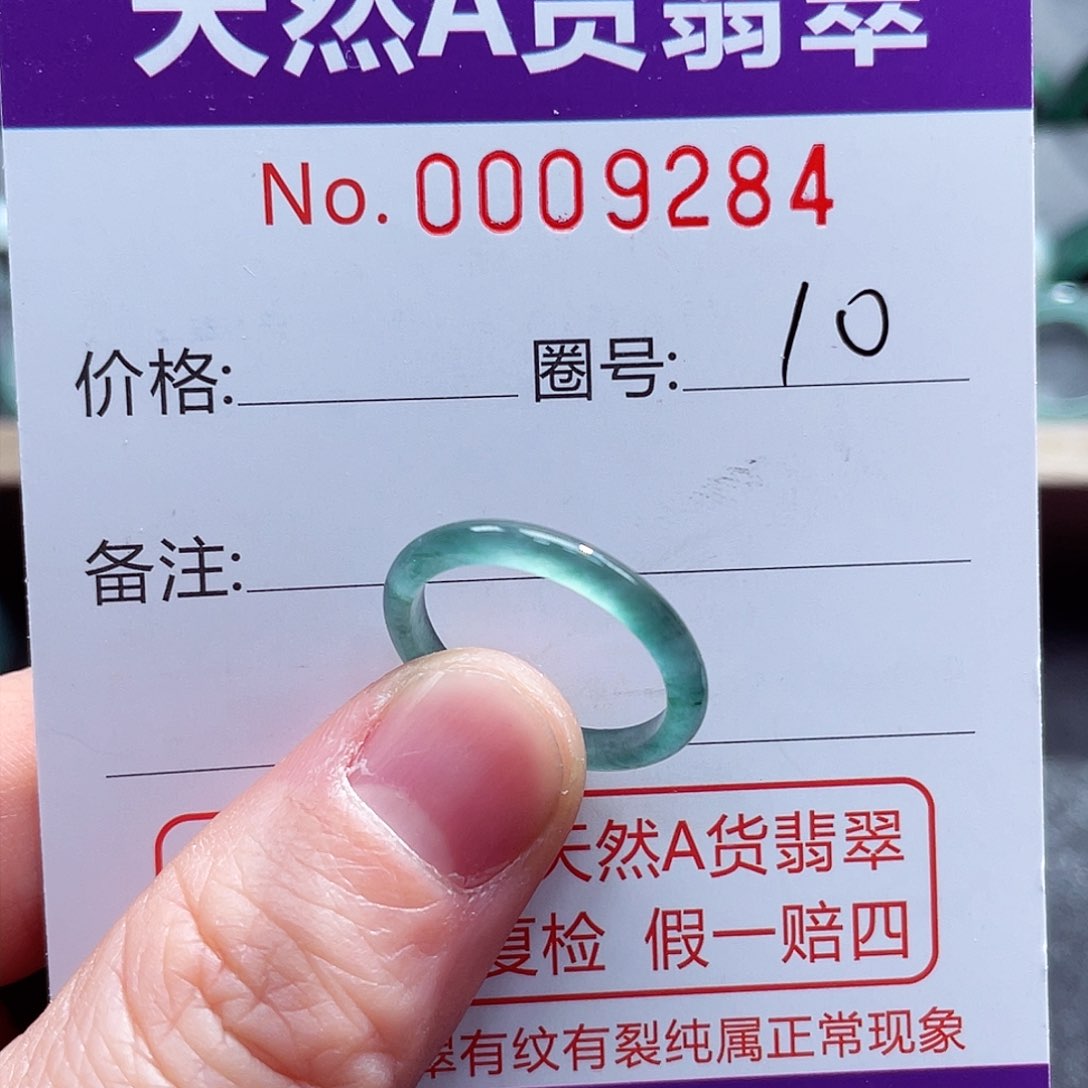 天然A货翡翠
No. 0009284
价格: 圈号: 10
备注:
天然A货翡翠
复检 假一赔四
翠有纹有裂纯属正常现象